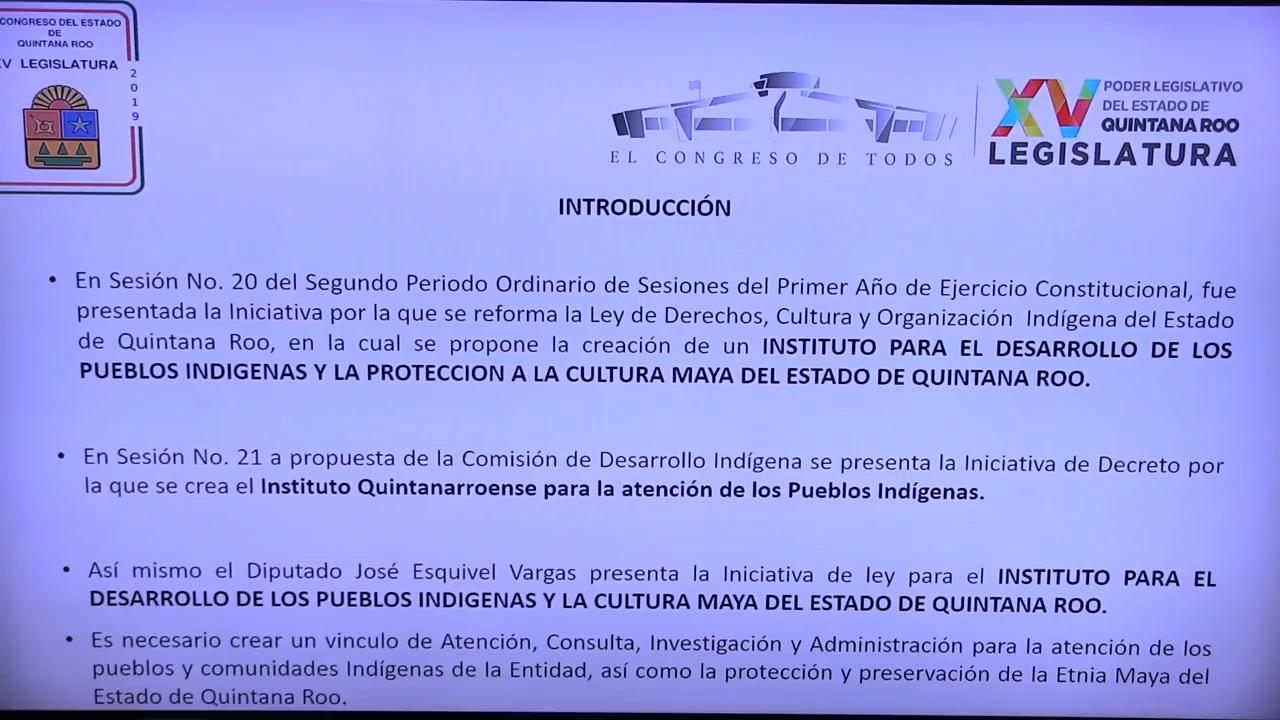 CONGRESO DEL ESTADO
DE
QUINTANA ROO
XV LEGISLATURA
2019
EL CONGRESO DE TODOS
XV
PODER LEGISLATIVO
DEL ESTADO DE
QUINTANA ROO
LEGISLATURA
INTRODUCCIÓN
• En Sesión No. 20 del Segundo Periodo Ordinario de Sesiones del Primer Año de Ejercicio Constitucional, fue
presentada la Iniciativa por la que se reforma la Ley de Derechos, Cultura y Organización Indígena del Estado
de Quintana Roo, en la cual se propone la creación de un INSTITUTO PARA EL DESARROLLO DE LOS
PUEBLOS INDIGENAS Y LA PROTECCION A LA CULTURA MAYA DEL ESTADO DE QUINTANA ROO.
• En Sesión No. 21 a propuesta de la Comisión de Desarrollo Indígena se presenta la Iniciativa de Decreto por
la que se crea el Instituto Quintanarroense para la atención de los Pueblos Indígenas.
• Así mismo el Diputado José Esquivel Vargas presenta la Iniciativa de ley para el INSTITUTO PARA EL
DESARROLLO DE LOS PUEBLOS INDIGENAS Y LA CULTURA MAYA DEL ESTADO DE QUINTANA ROO.
• Es necesario crear un vinculo de Atención, Consulta, Investigación y Administración para la atención de los
pueblos y comunidades Indígenas de la Entidad, así como la protección y preservación de la Etnia Maya del
Estado de Quintana Roo.